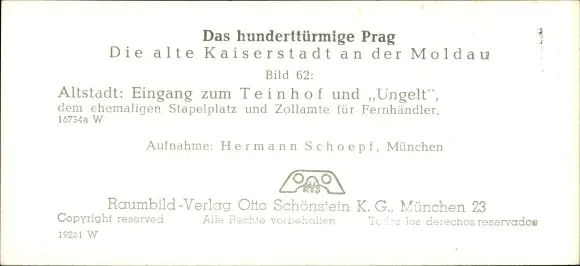 Das hunderttürmige Prag
Die alte Kaiserstadt an der Moldau
Bild 62:
Altstadt: Eingang zum Teinhof und „Ungelt",
dem ehemaligen Stapelplatz und Zollamte für Fernhändler.
16734a W
Aufnahme: Hermann Schoepf, München
RVS
Raumbild-Verlag Otto Schönstein K. G., München 23
Copyright reserved Alle Rechte vorbehalten Todos los derechos reservados
19261 W